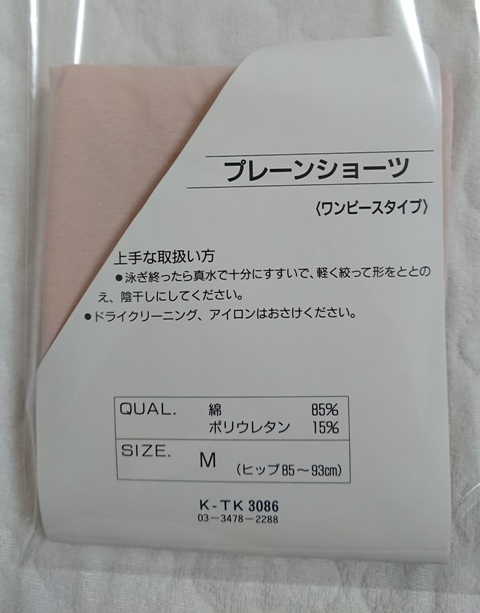 プレーンショーツ
〈ワンピースタイプ〉
上手な取扱い方
●泳ぎ終ったら真水で十分にすすいで、軽く絞って形をととの
え、陰干しにしてください。
●ドライクリーニング、アイロンはおさけください。
QUAL. 綿 85%
ポリウレタン 15%
SIZE. M (ヒップ85〜93cm)
K-TK 3086
03-3478-2288